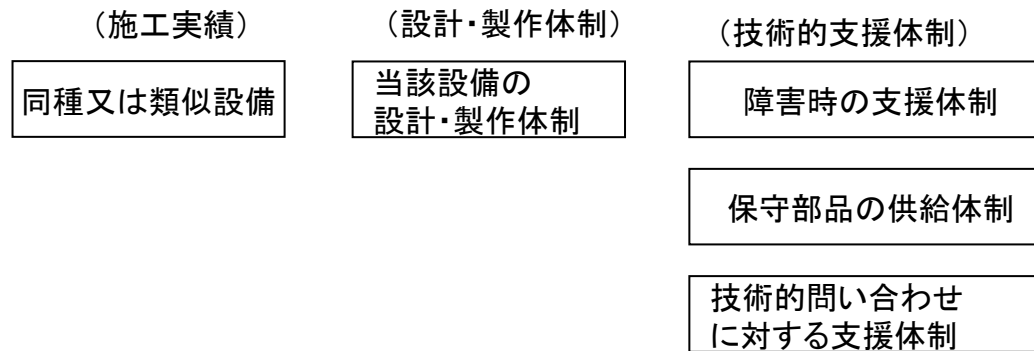 （施工実績）
同種又は類似設備
（設計・製作体制）
当該設備の
設計・製作体制
（技術的支援体制）
障害時の支援体制
保守部品の供給体制
技術的問い合わせ
に対する支援体制